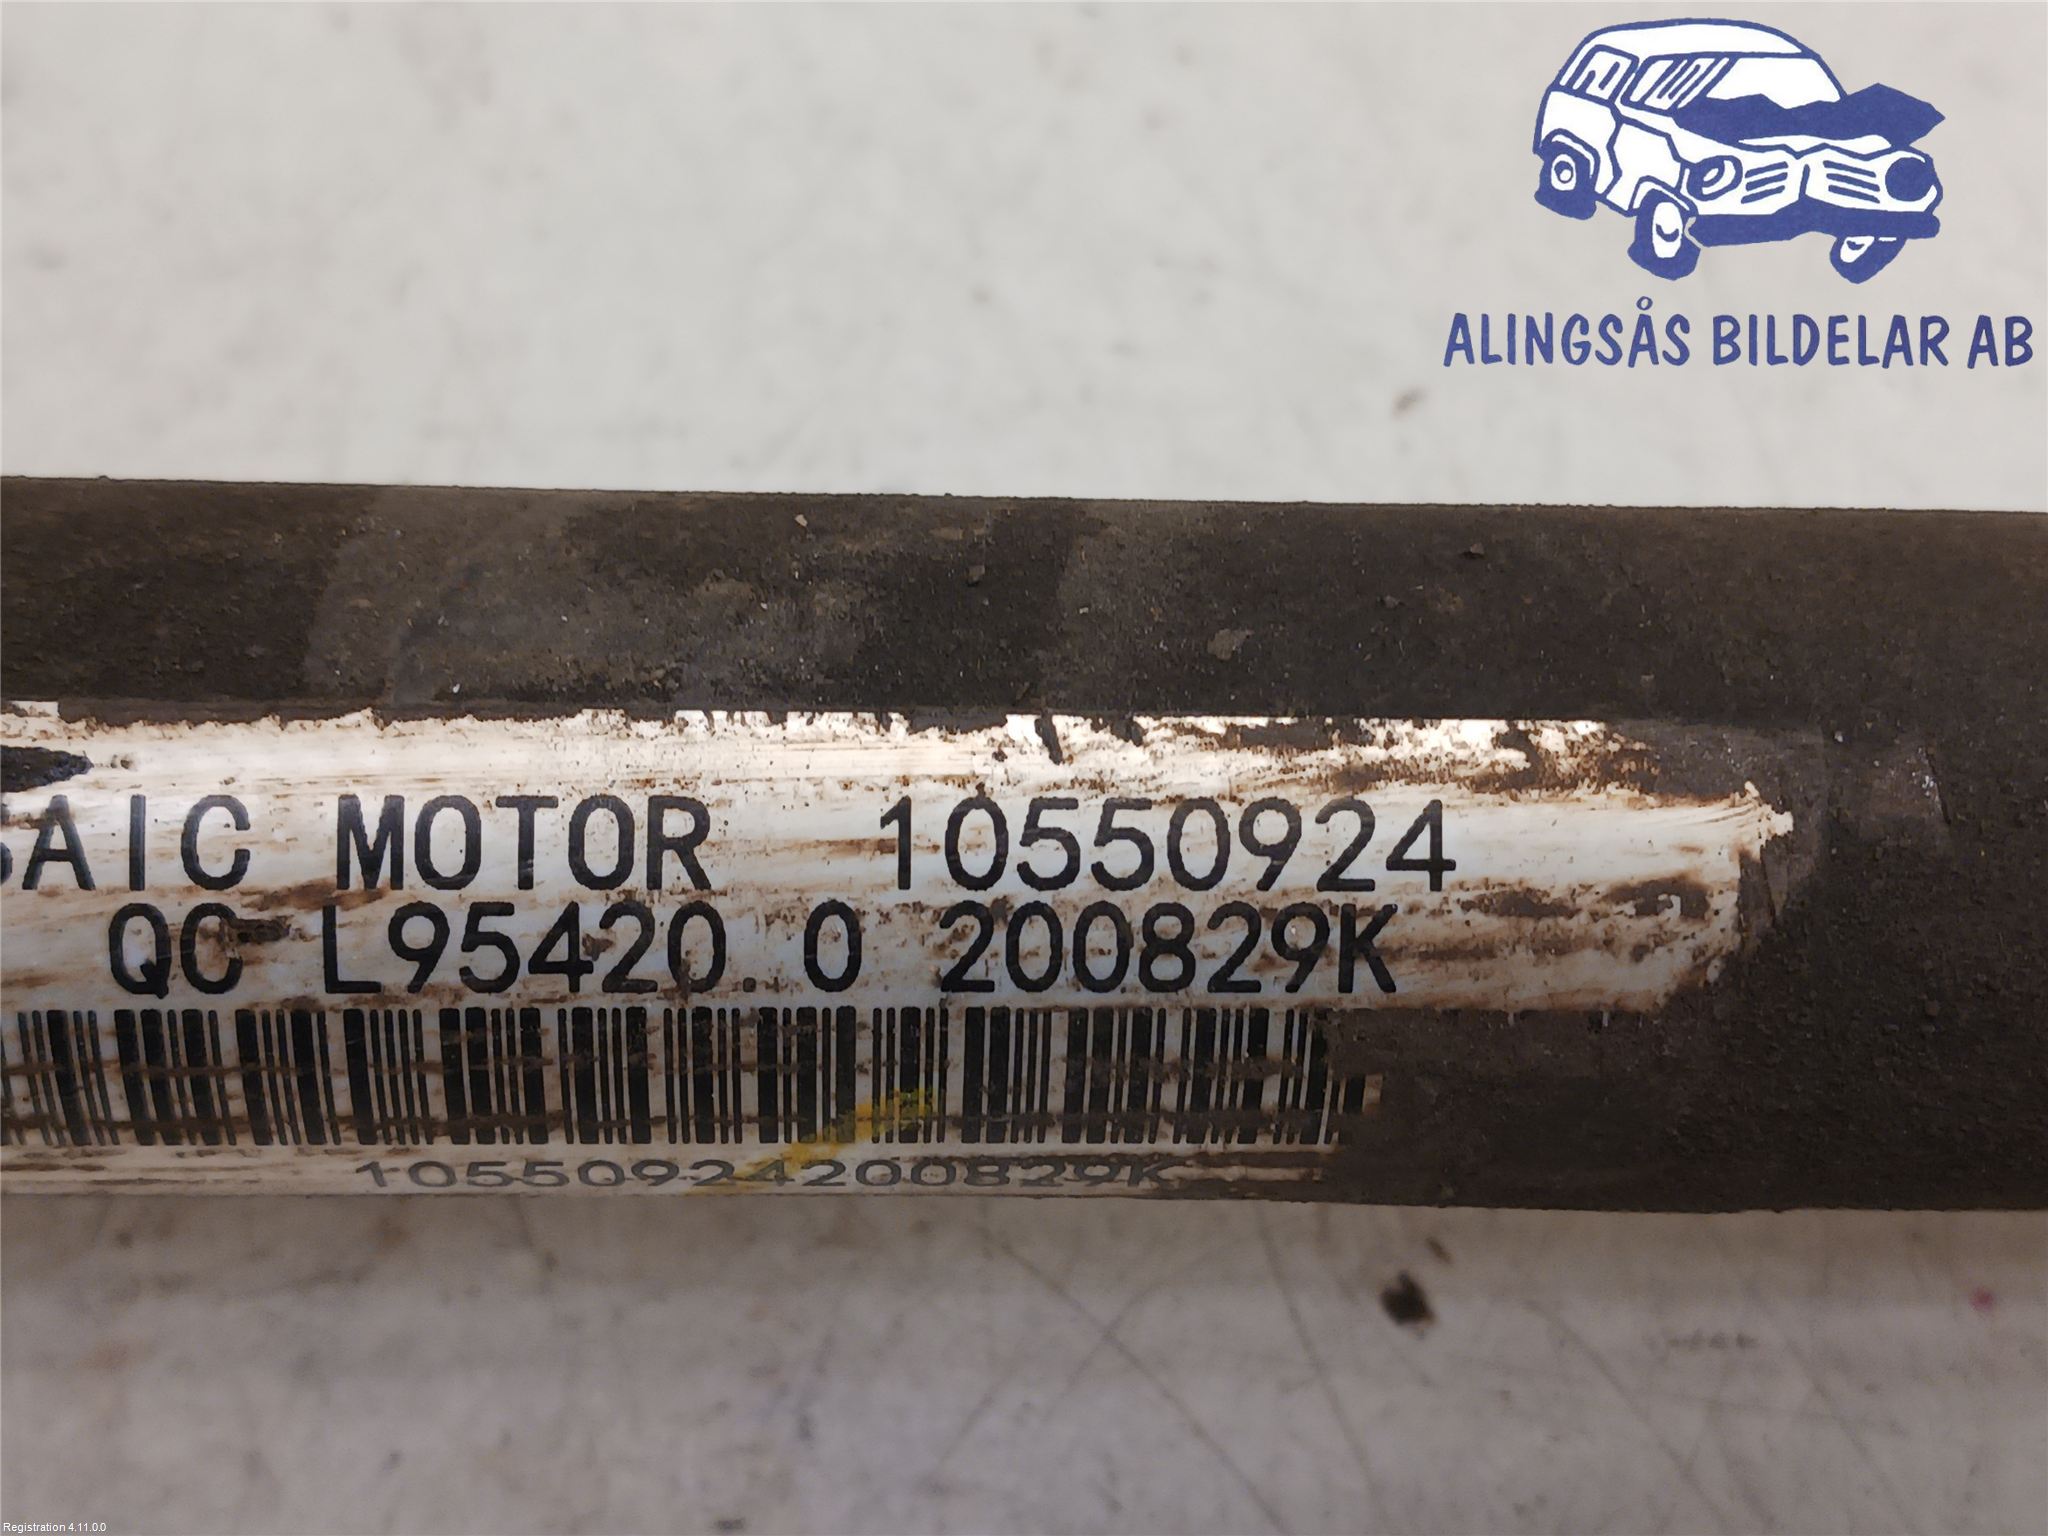 ALINGSÅS BILDELAR AB
SAIC MOTOR 10550924
QC L95420.0 200829K
10550924200829K
Registration 4.11.0.0